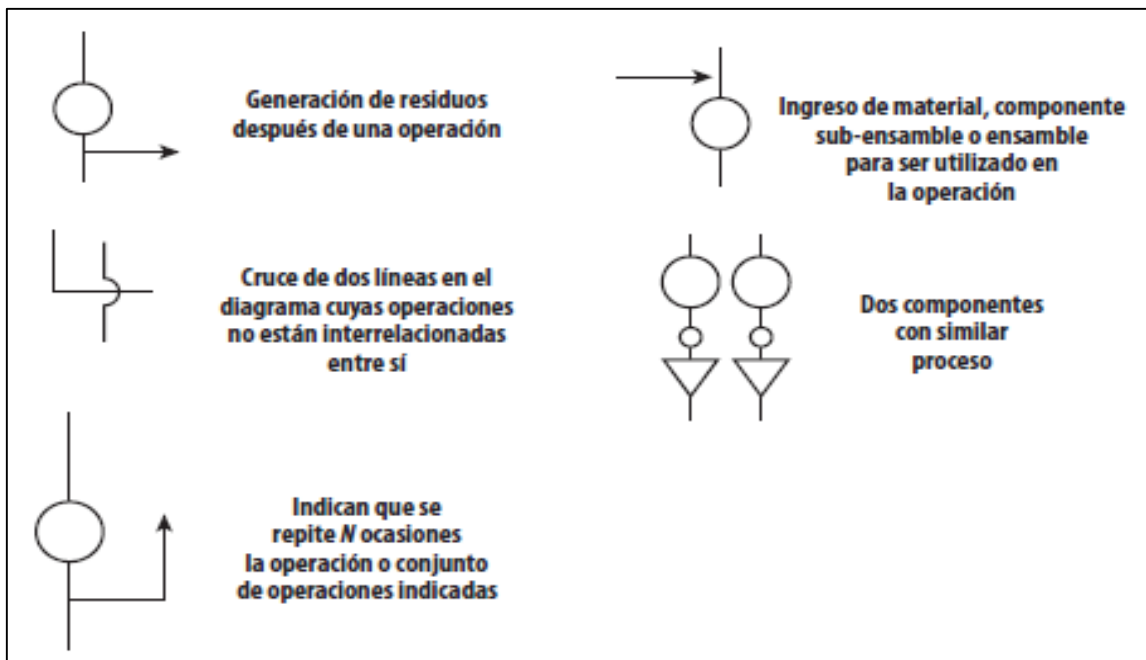 Generación de residuos
después de una operación
Ingreso de material, componente
sub-ensamble o ensamble
para ser utilizado en
la operación
Cruce de dos líneas en el
diagrama cuyas operaciones
no están interrelacionadas
entre sí
Dos componentes
con similar
proceso
Indican que se
repite N ocasiones
la operación o conjunto
de operaciones indicadas